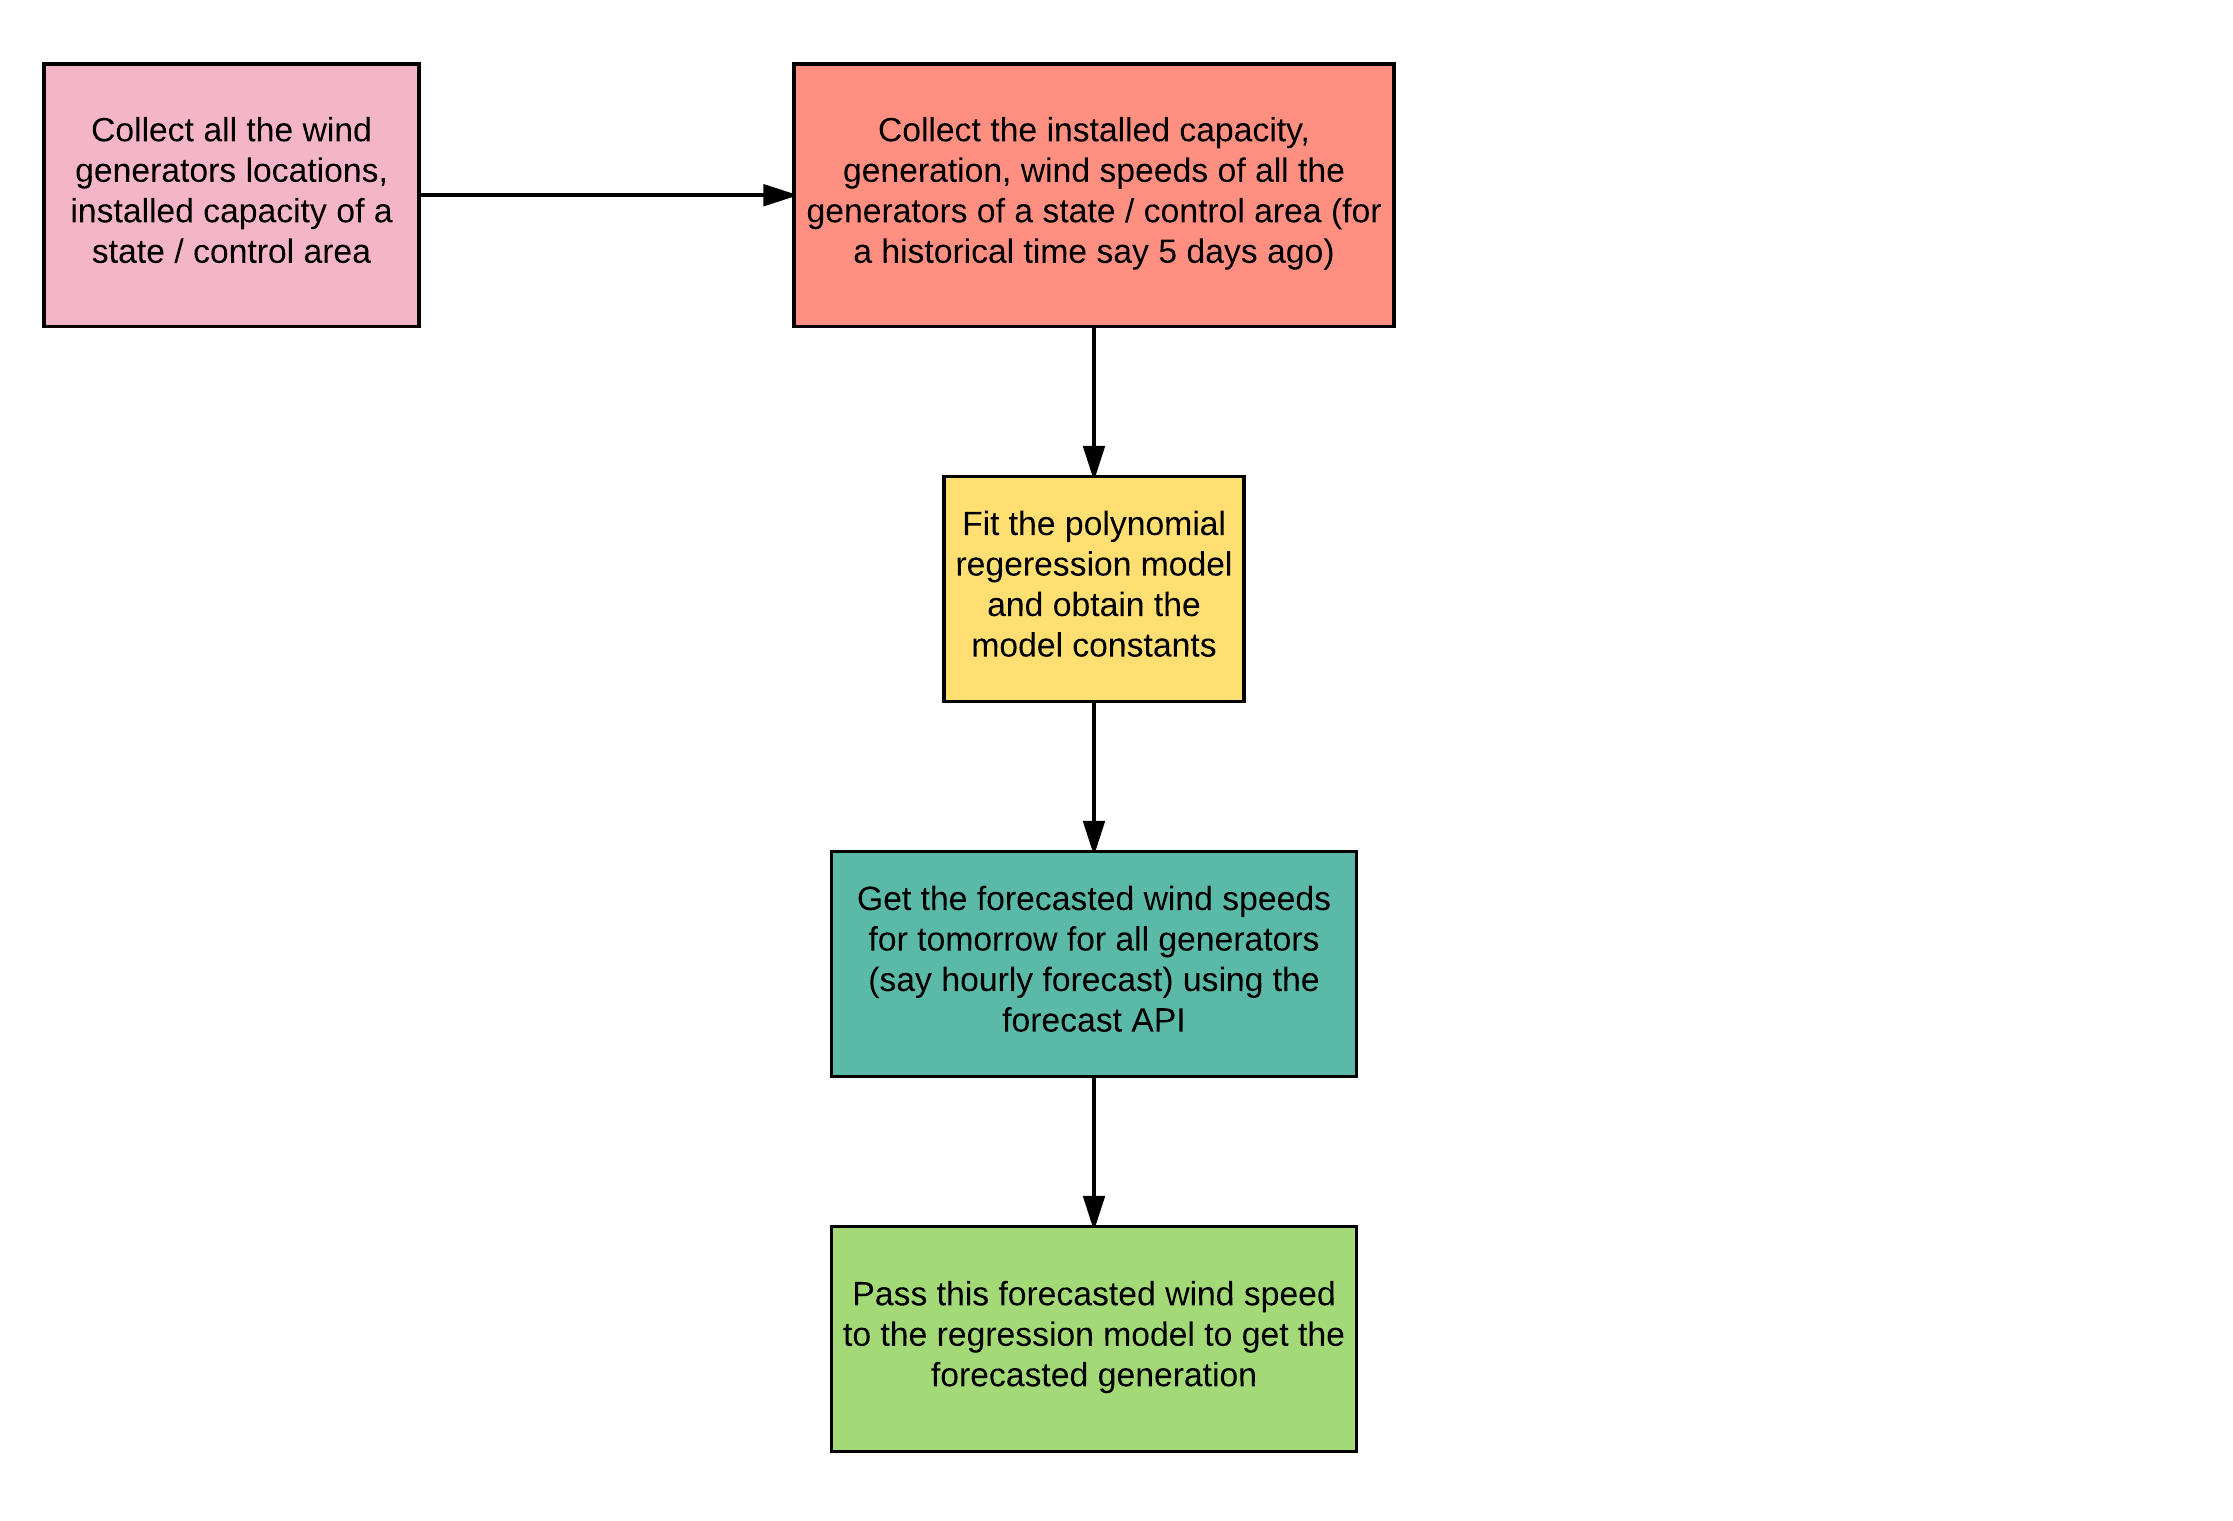 Collect all the wind
generators locations,
installed capacity of a
state / control area
Collect the installed capacity,
generation, wind speeds of all the
generators of a state / control area (for
a historical time say 5 days ago)
Fit the polynomial
regeression model
and obtain the
model constants
Get the forecasted wind speeds
for tomorrow for all generators
(say hourly forecast) using the
forecast API
Pass this forecasted wind speed
to the regression model to get the
forecasted generation